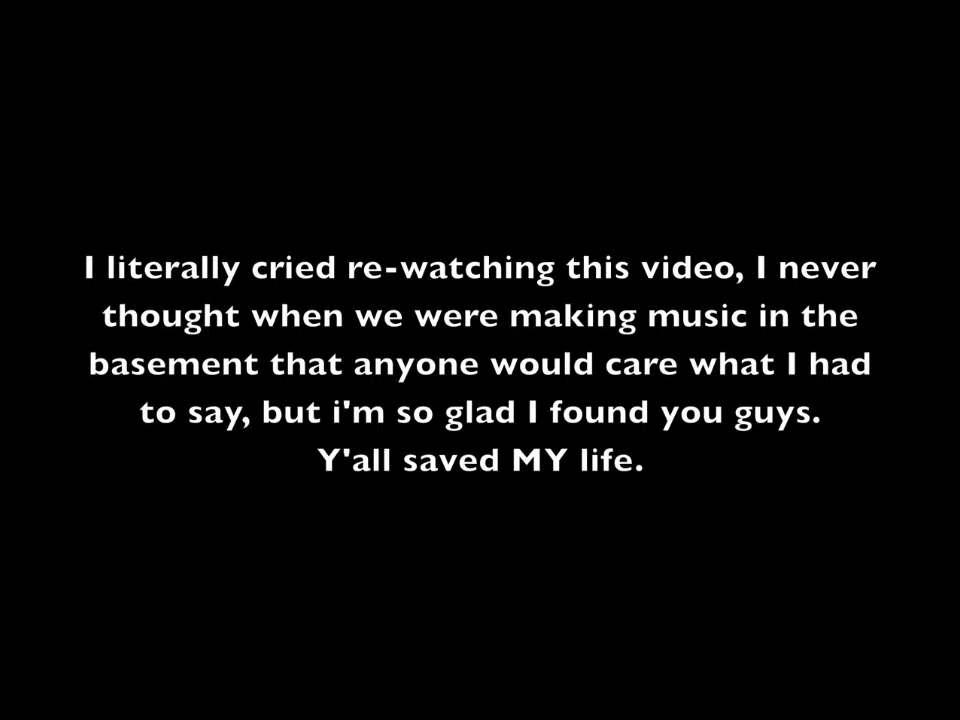 I literally cried re-watching this video, I never
thought when we were making music in the
basement that anyone would care what I had
to say, but i'm so glad I found you guys.
Y'all saved MY life.